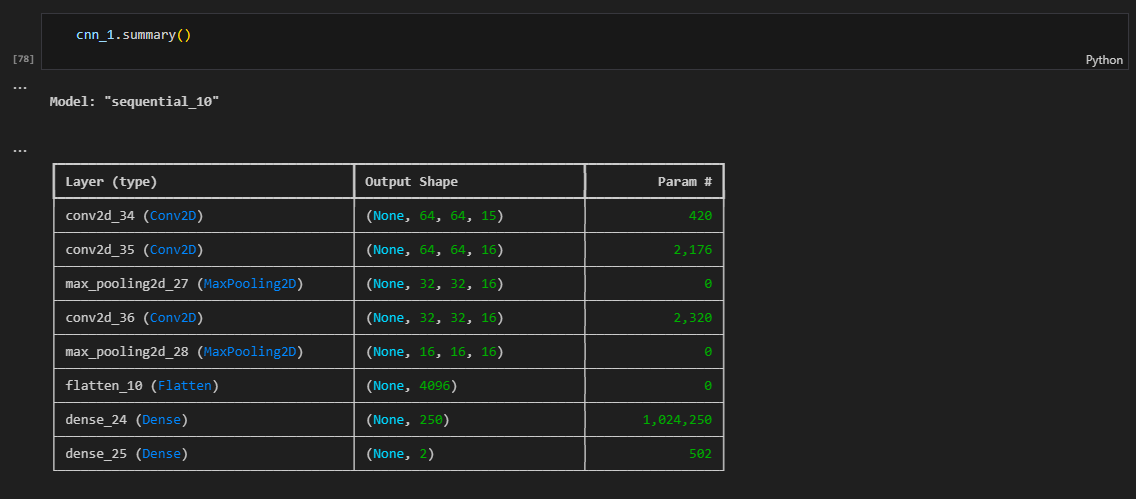 cnn_1.summary()
[78]
Python
...
Model: "sequential_10"
...
Layer (type) Output Shape Param #
conv2d_34 (Conv2D) (None, 64, 64, 15) 420
conv2d_35 (Conv2D) (None, 64, 64, 16) 2,176
max_pooling2d_27 (MaxPooling2D) (None, 32, 32, 16) 0
conv2d_36 (Conv2D) (None, 32, 32, 16) 2,320
max_pooling2d_28 (MaxPooling2D) (None, 16, 16, 16) 0
flatten_10 (Flatten) (None, 4096) 0
dense_24 (Dense) (None, 250) 1,024,250
dense_25 (Dense) (None, 2) 502